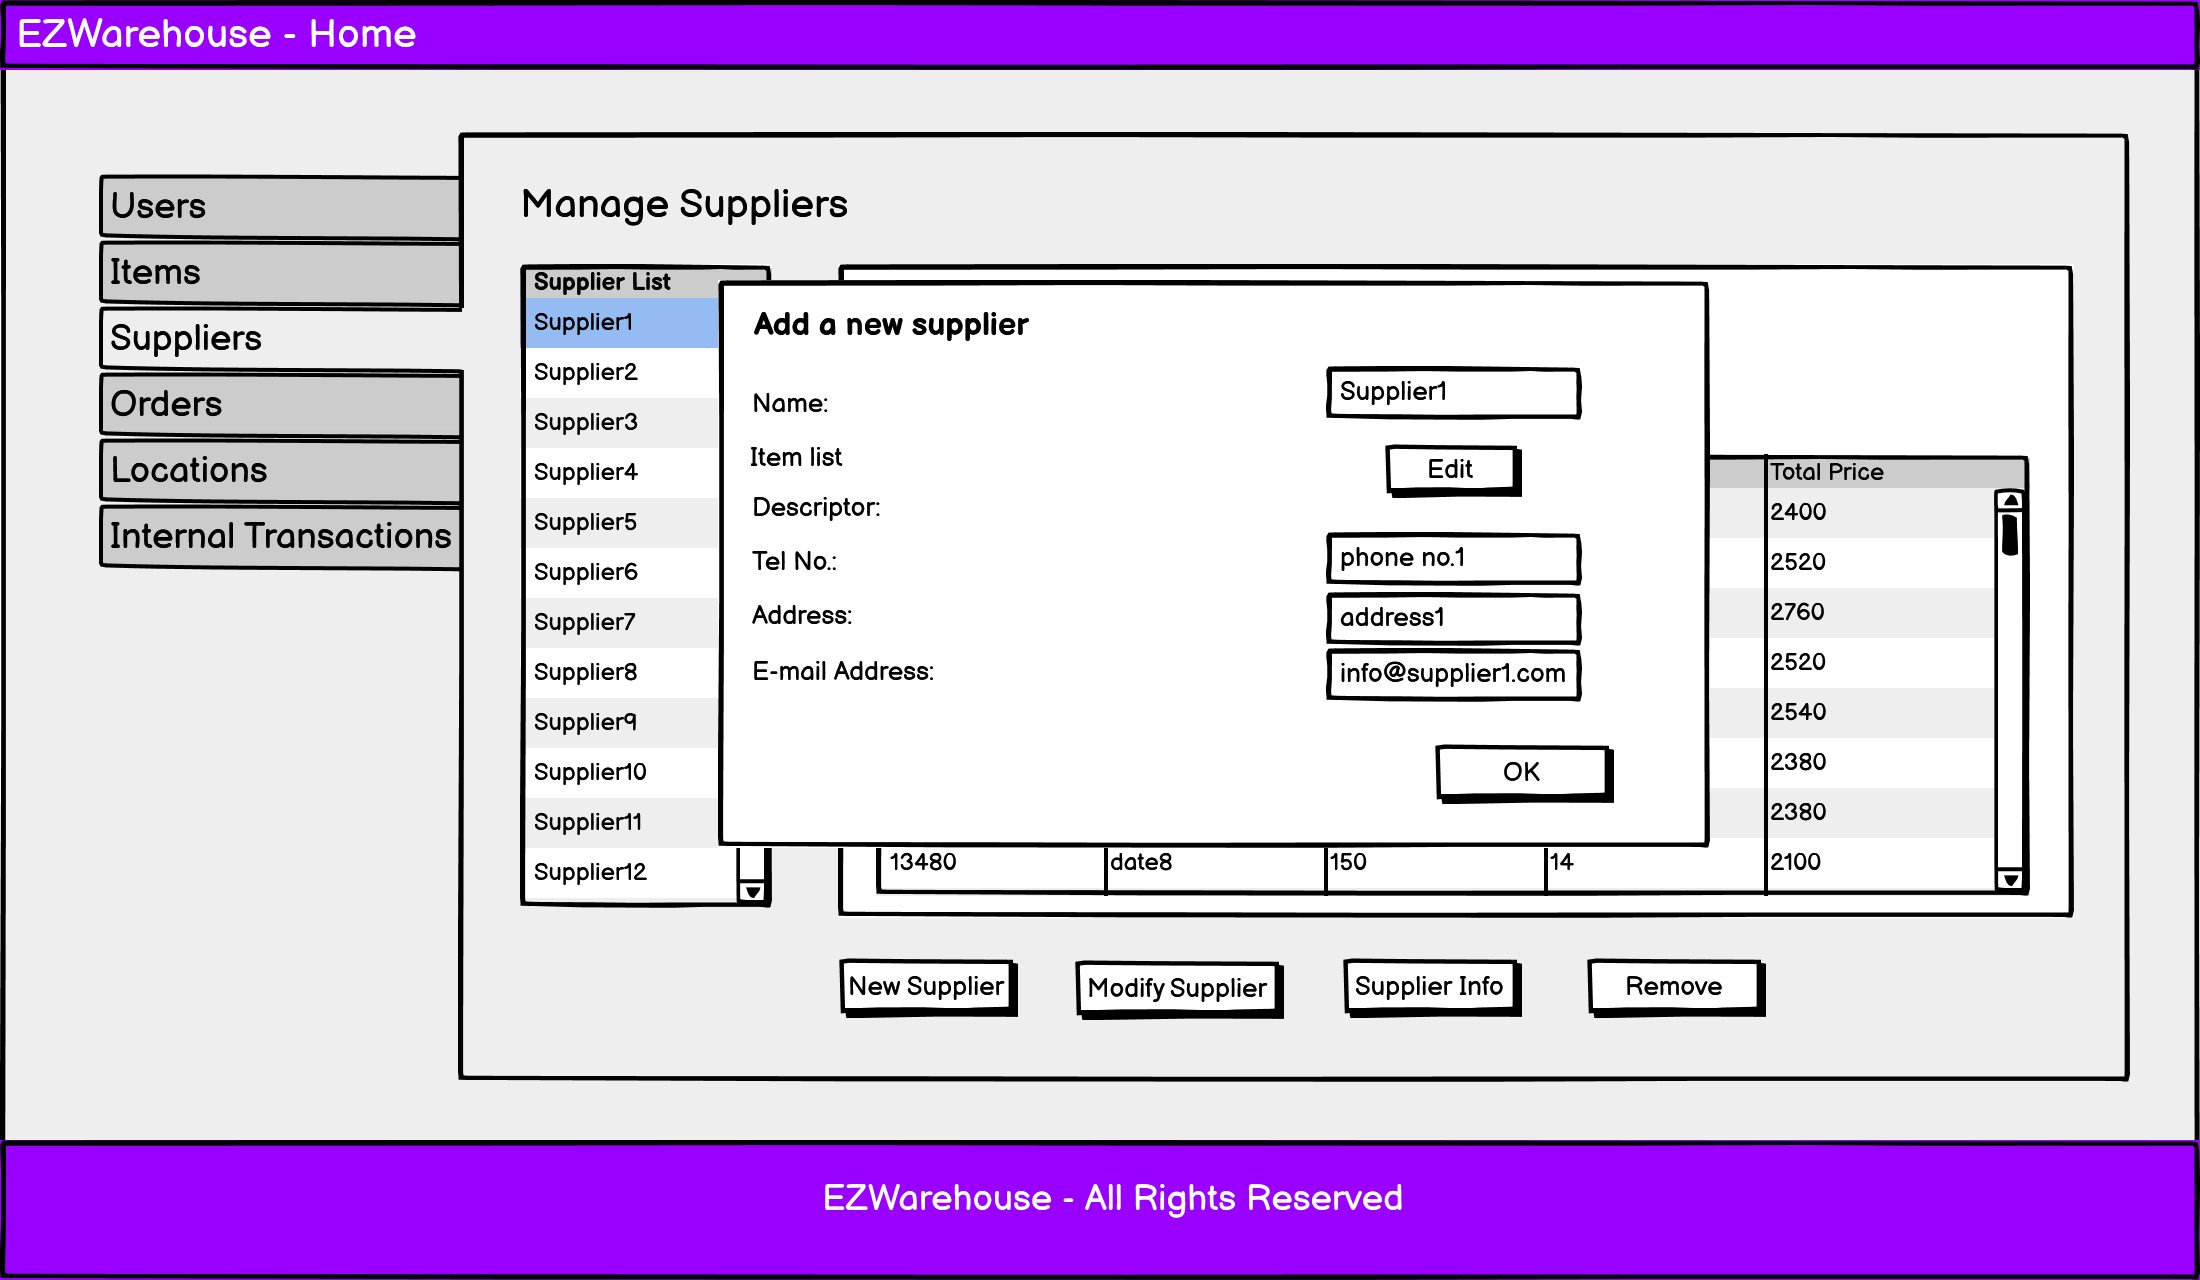 EZWarehouse - Home
Users
Items
Suppliers
Orders
Locations
Internal Transactions
Manage Suppliers
Supplier List
Supplier1
Supplier2
Supplier3
Supplier4
Supplier5
Supplier6
Supplier7
Supplier8
Supplier9
Supplier10
Supplier11
Supplier12
Add a new supplier
Name:
Supplier1
Item list
Edit
Descriptor:
Tel No.:
phone no.1
Address:
address1
E-mail Address:
info@supplier1.com
OK
Total Price
2400
2520
2760
2520
2540
2380
2380
13480 date8 150 14 2100
New Supplier
Modify Supplier
Supplier Info
Remove
EZWarehouse - All Rights Reserved